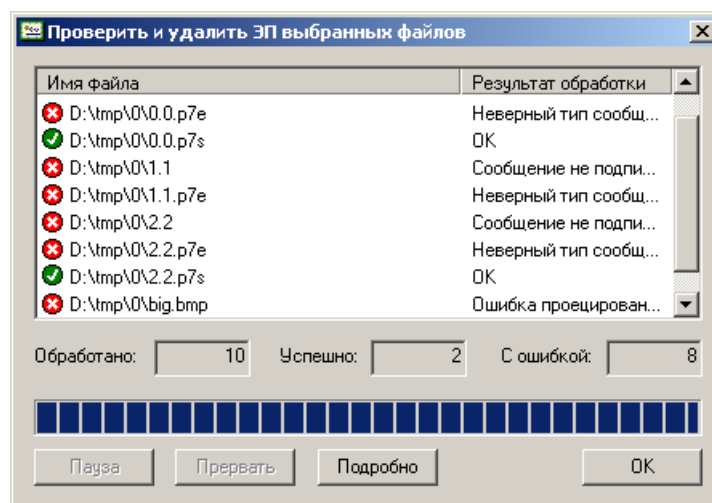 Проверить и удалить ЭП выбранных файлов
Имя файла Результат обработки
D:\tmp\0\0.0.p7e Неверный тип сообщ...
D:\tmp\0\0.0.p7s OK
D:\tmp\0\1.1 Сообщение не подпи...
D:\tmp\0\1.1.p7e Неверный тип сообщ...
D:\tmp\0\2.2 Сообщение не подпи...
D:\tmp\0\2.2.p7e Неверный тип сообщ...
D:\tmp\0\2.2.p7s OK
D:\tmp\0\big.bmp Ошибка проецирован...
Обработано: 10 Успешно: 2 С ошибкой: 8
Пауза Прервать Подробно OK